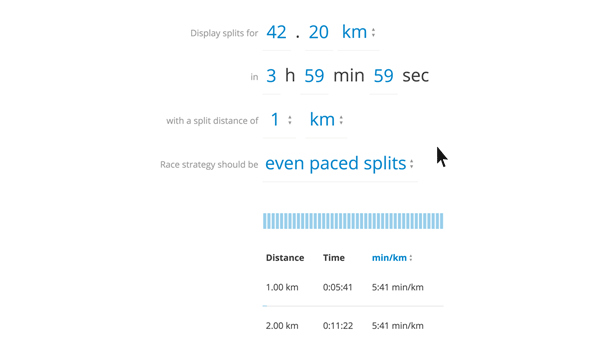 Display splits for 42 . 20 km
in 3 h 59 min 59 sec
with a split distance of 1 km
Race strategy should be even paced splits
Distance Time min/km
1.00 km 0:05:41 5:41 min/km
2.00 km 0:11:22 5:41 min/km